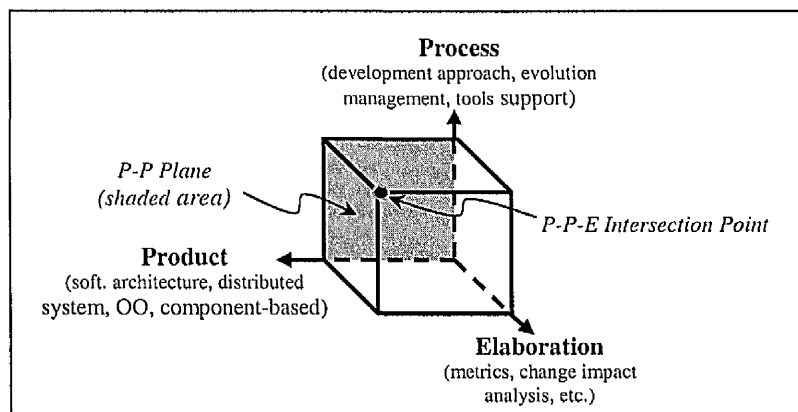 Process
(development approach, evolution
management, tools support)
P-P Plane
(shaded area)
P-P-E Intersection Point
Product
(soft. architecture, distributed
system, OO, component-based)
Elaboration
(metrics, change impact
analysis, etc.)